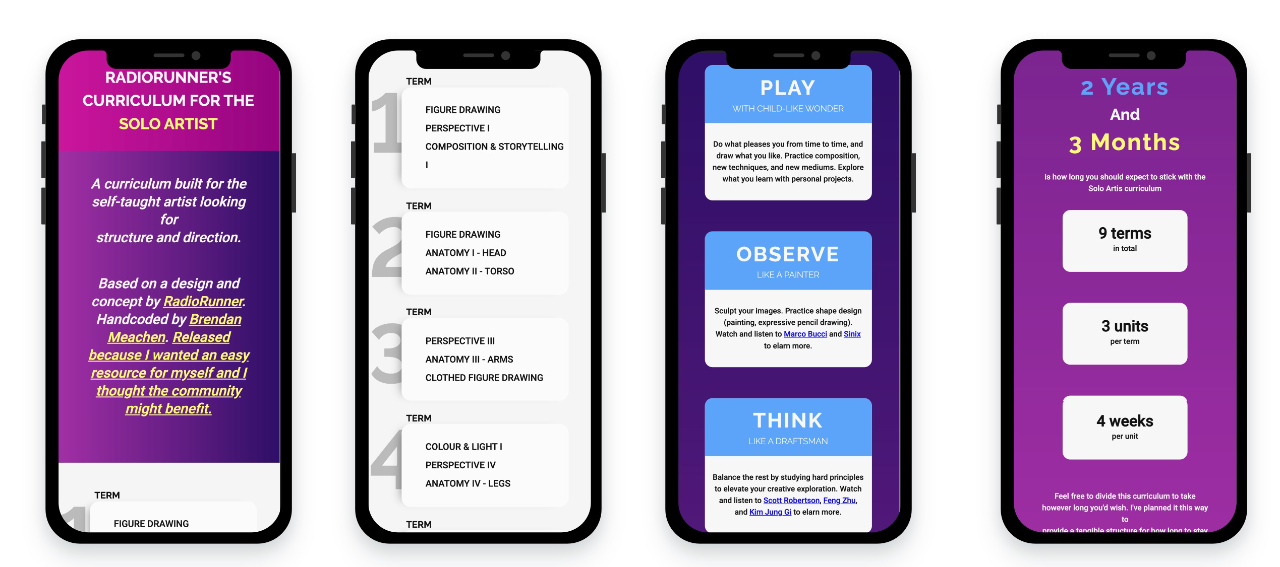 RADIORUNNER'S
CURRICULUM FOR THE
SOLO ARTIST
A curriculum built for the
self-taught artist looking
for
structure and direction.
Based on a design and
concept by RadioRunner.
Handcoded by Brendan
Meachen. Released
because I wanted an easy
resource for myself and I
thought the community
might benefit.
TERM
1
FIGURE DRAWING
TERM
1
FIGURE DRAWING
PERSPECTIVE I
COMPOSITION & STORYTELLING
I
TERM
2
FIGURE DRAWING
ANATOMY I - HEAD
ANATOMY II - TORSO
TERM
3
PERSPECTIVE III
ANATOMY III - ARMS
CLOTHED FIGURE DRAWING
TERM
4
COLOUR & LIGHT I
PERSPECTIVE IV
ANATOMY IV - LEGS
TERM
PLAY
WITH CHILD-LIKE WONDER
Do what pleases you from time to time, and
draw what you like. Practice composition,
new techniques, and new mediums. Explore
what you learn with personal projects.
OBSERVE
LIKE A PAINTER
Sculpt your images. Practice shape design
(painting, expressive pencil drawing).
Watch and listen to Marco Bucci and Sinix
to elarn more.
THINK
LIKE A DRAFTSMAN
Balance the rest by studying hard principles
to elevate your creative exploration. Watch
and listen to Scott Robertson, Feng Zhu,
and Kim Jung Gi to elarn more.
2 Years
And
3 Months
Is how long you should expect to stick with the
Solo Artis curriculum
9 terms
in total
3 units
per term
4 weeks
per unit
Feel free to divide this curriculum to take
however long you'd wish. I've planned it this way
to
provide a tangible structure for how long to stay